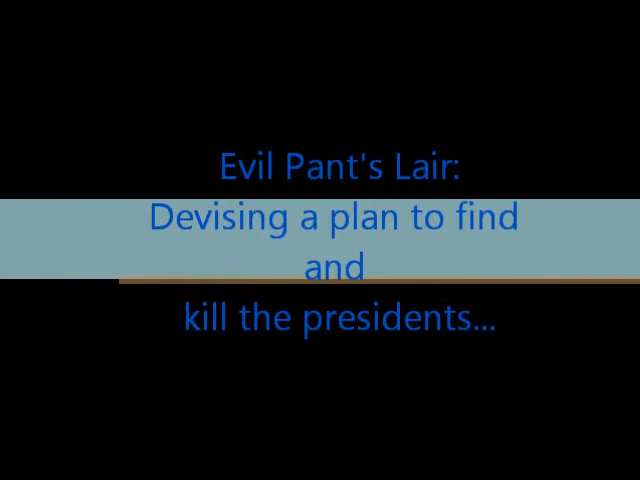 Evil Pant's Lair:
Devising a plan to find
and
kill the presidents...